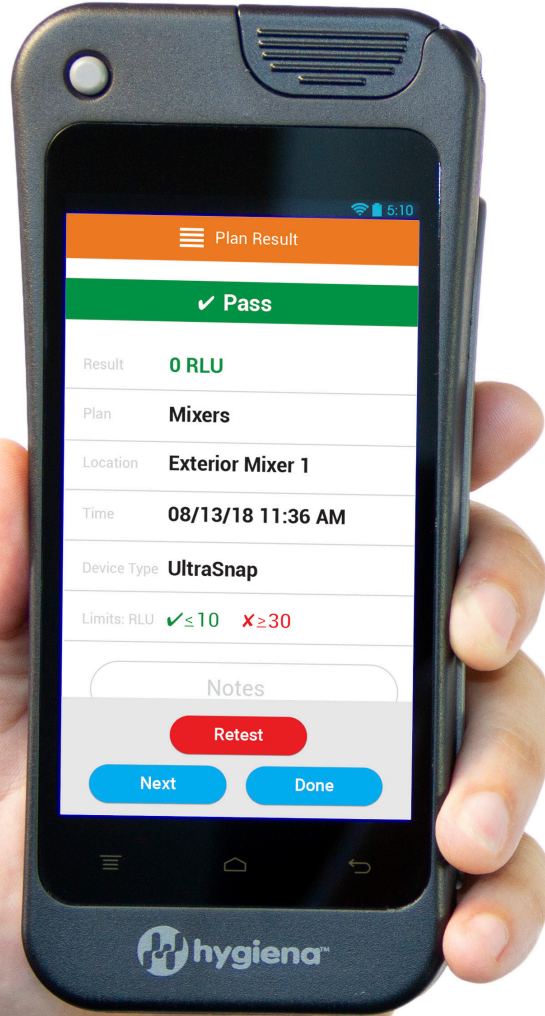 5:10
Plan Result
✔ Pass
Result 0 RLU
Plan Mixers
Location Exterior Mixer 1
Time 08/13/18 11:36 AM
Device Type UltraSnap
Limits: RLU ✔≤10 ✘≥30
Notes
Retest
Next Done
hygiena™